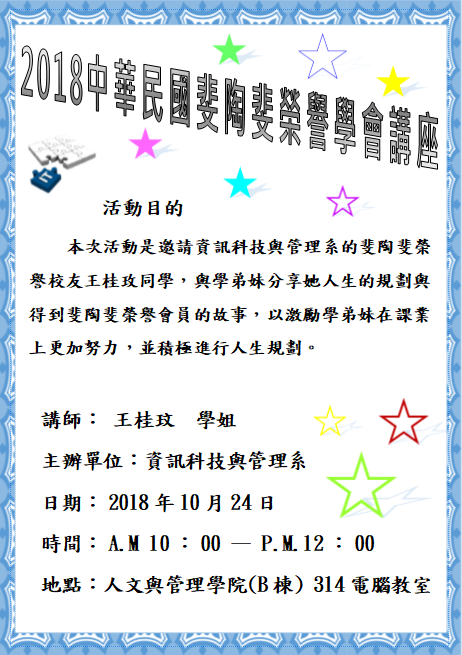 2018中華民國斐陶斐榮譽學會講座
活動目的
本次活動是邀請資訊科技與管理系的斐陶斐榮
譽校友王桂玫同學，與學弟妹分享她人生的規劃與
得到斐陶斐榮譽會員的故事，以激勵學弟妹在課業
上更加努力，並積極進行人生規劃。
講師： 王桂玟 學姐
主辦單位：資訊科技與管理系
日期： 2018 年 10 月 24 日
時間： A.M 10 ： 00 — P.M.12 ： 00
地點：人文與管理學院(B 棟) 314 電腦教室